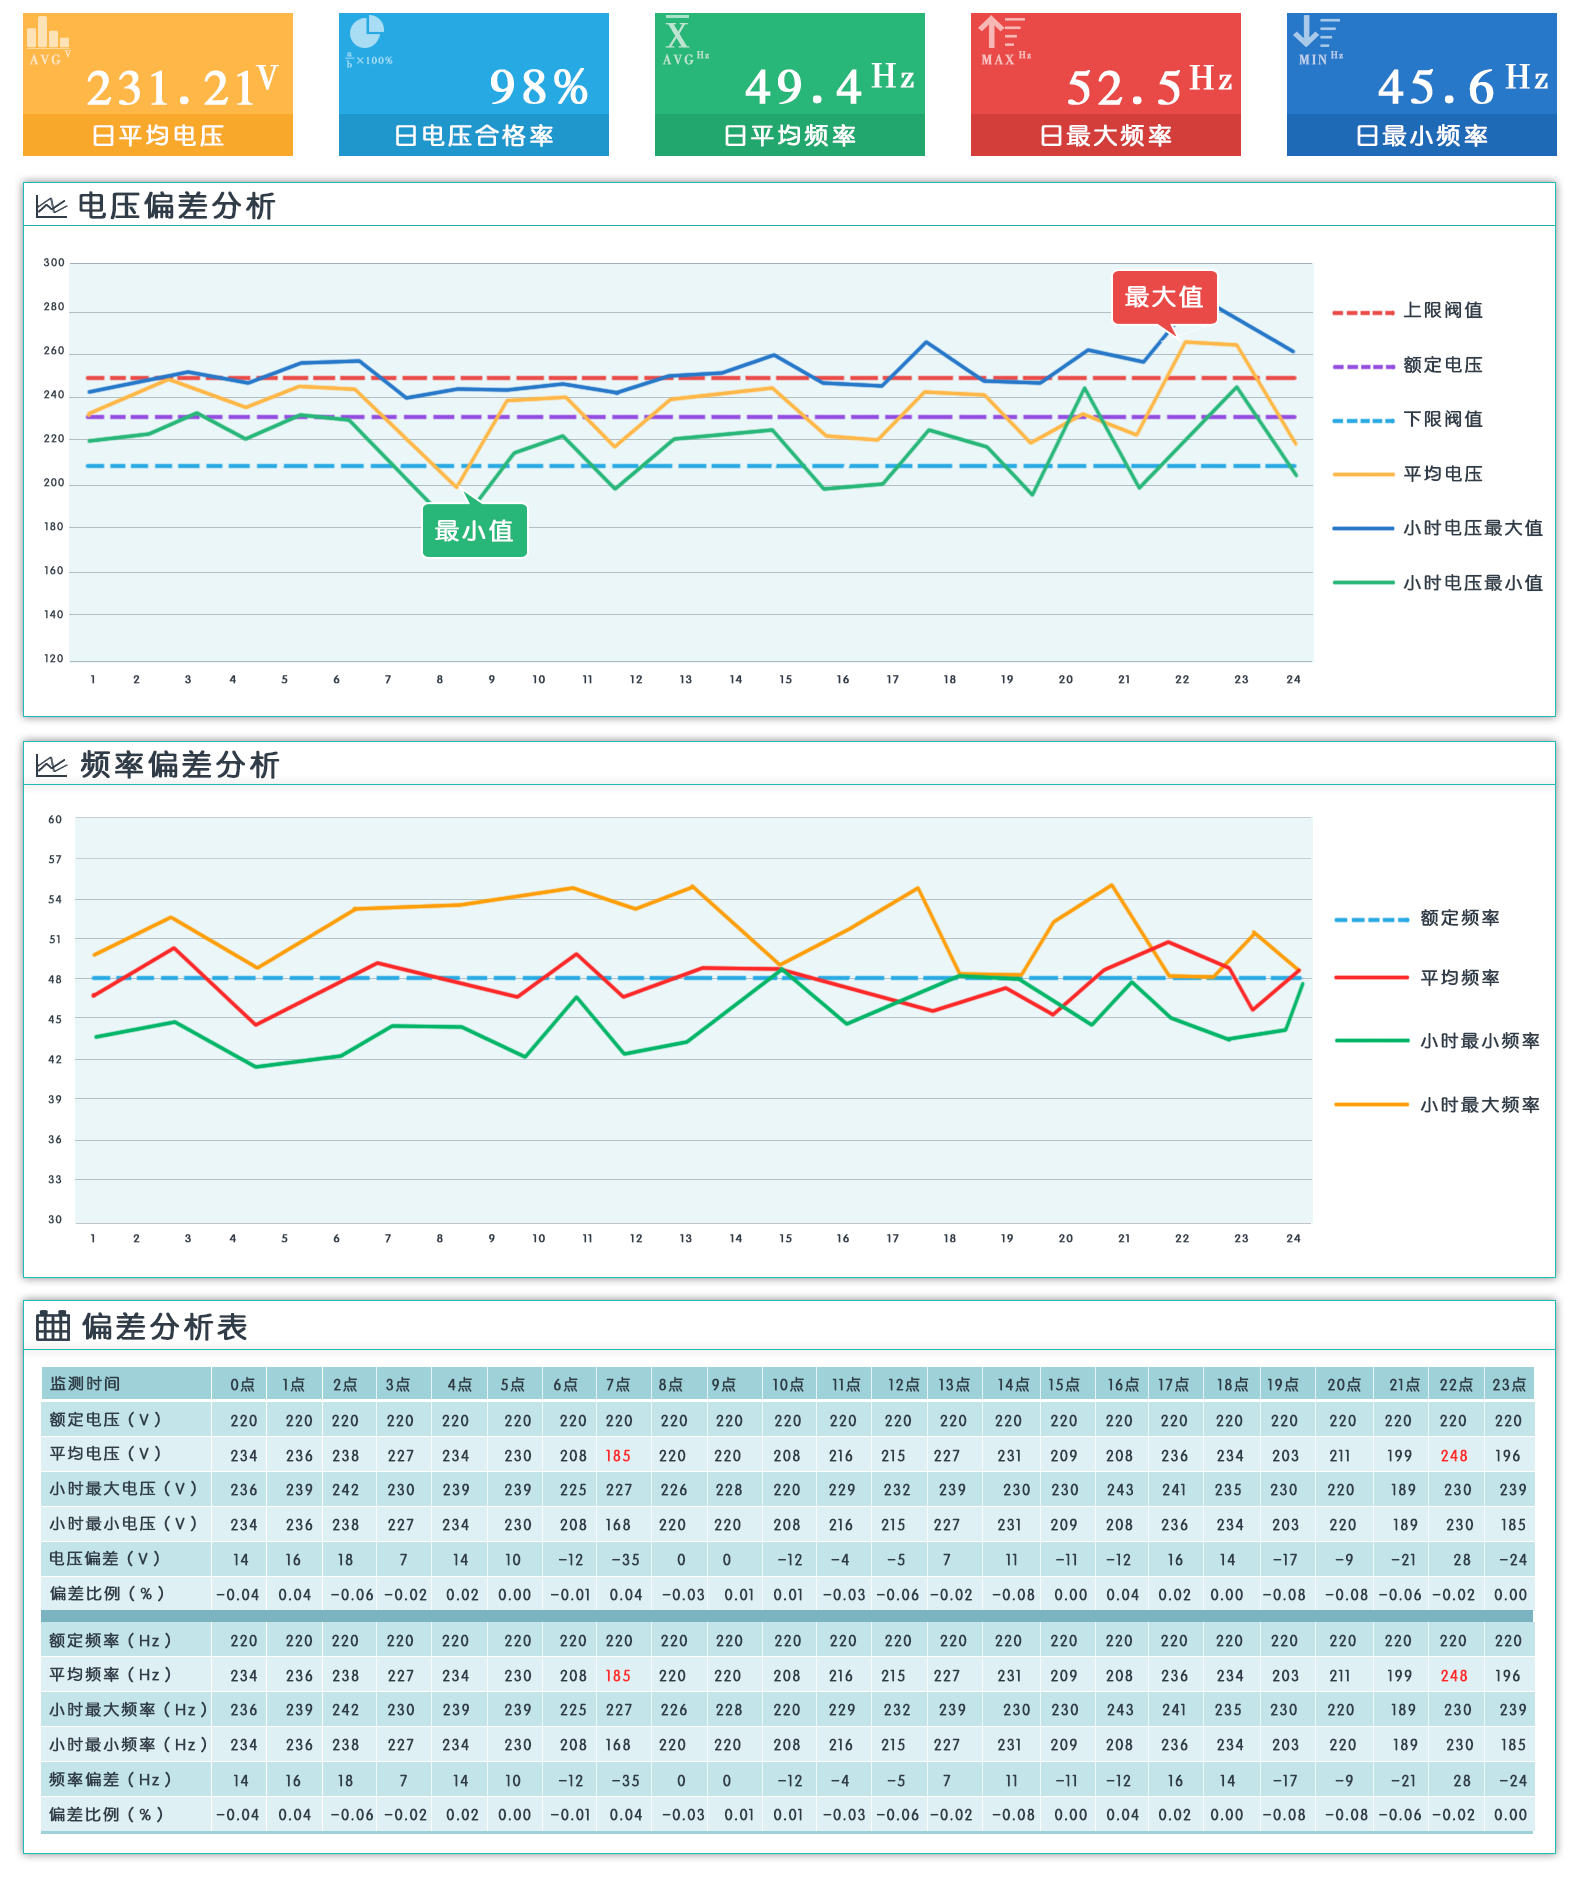 AVG V
231.21V
日平均电压
a/b ×100%
98%
日电压合格率
X
AVG Hz
49.4Hz
日平均频率
MAX Hz
52.5Hz
日最大频率
MIN Hz
45.6Hz
日最小频率
电压偏差分析
300
280
260
240
220
200
180
160
140
120
最大值
最小值
1 2 3 4 5 6 7 8 9 10 11 12 13 14 15 16 17 18 19 20 21 22 23 24
上限阀值
额定电压
下限阀值
平均电压
小时电压最大值
小时电压最小值
频率偏差分析
60
57
54
51
48
45
42
39
36
33
30
1 2 3 4 5 6 7 8 9 10 11 12 13 14 15 16 17 18 19 20 21 22 23 24
额定频率
平均频率
小时最小频率
小时最大频率
偏差分析表
监测时间 0点 1点 2点 3点 4点 5点 6点 7点 8点 9点 10点 11点 12点 13点 14点 15点 16点 17点 18点 19点 20点 21点 22点 23点
额定电压（V） 220 220 220 220 220 220 220 220 220 220 220 220 220 220 220 220 220 220 220 220 220 220 220 220
平均电压（V） 234 236 238 227 234 230 208 185 220 220 208 216 215 227 231 209 208 236 234 203 211 199 248 196
小时最大电压（V） 236 239 242 230 239 239 225 227 226 228 220 229 232 239 230 230 243 241 235 230 220 189 230 239
小时最小电压（V） 234 236 238 227 234 230 208 168 220 220 208 216 215 227 231 209 208 236 234 203 220 189 230 185
电压偏差（V） 14 16 18 7 14 10 -12 -35 0 0 -12 -4 -5 7 11 -11 -12 16 14 -17 -9 -21 28 -24
偏差比例（%） -0.04 0.04 -0.06 -0.02 0.02 0.00 -0.01 0.04 -0.03 0.01 0.01 -0.03 -0.06 -0.02 -0.08 0.00 0.04 0.02 0.00 -0.08 -0.08 -0.06 -0.02 0.00
额定频率（Hz） 220 220 220 220 220 220 220 220 220 220 220 220 220 220 220 220 220 220 220 220 220 220 220 220
平均频率（Hz） 234 236 238 227 234 230 208 185 220 220 208 216 215 227 231 209 208 236 234 203 211 199 248 196
小时最大频率（Hz） 236 239 242 230 239 239 225 227 226 228 220 229 232 239 230 230 243 241 235 230 220 189 230 239
小时最小频率（Hz） 234 236 238 227 234 230 208 168 220 220 208 216 215 227 231 209 208 236 234 203 220 189 230 185
频率偏差（Hz） 14 16 18 7 14 10 -12 -35 0 0 -12 -4 -5 7 11 -11 -12 16 14 -17 -9 -21 28 -24
偏差比例（%） -0.04 0.04 -0.06 -0.02 0.02 0.00 -0.01 0.04 -0.03 0.01 0.01 -0.03 -0.06 -0.02 -0.08 0.00 0.04 0.02 0.00 -0.08 -0.08 -0.06 -0.02 0.00